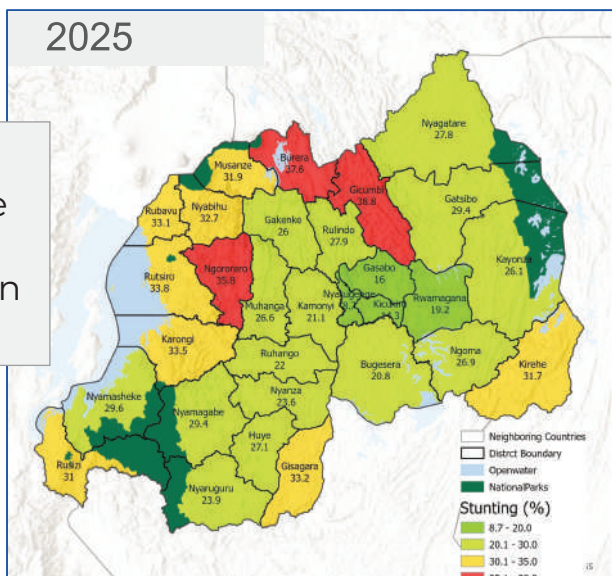 2025
e
n
Nyagatare
27.8
Burera
37.6
Musanze
31.9
Gicumbi
38.8
Gatsibo
29.4
Rubavu
33.1
Nyabihu
32.7
Gakenke
26
Rulindo
27.9
Kayonza
26.1
Rutsiro
33.8
Ngororero
35.8
Gasabo
16
Rwamagana
19.2
Muhanga
26.6
Kamonyi
21.1
Karongi
33.5
Ruhango
22
Bugesera
20.8
Ngoma
26.9
Kirehe
31.7
Nyamasheke
29.6
Nyamagabe
29.4
Nyanza
23.6
Huye
27.1
Gisagara
33.2
Rusizi
31
Nyaruguru
23.9
Neighboring Countries
District Boundary
Openwater
NationalParks
Stunting (%)
8.7 - 20.0
20.1 - 30.0
30.1 - 35.0